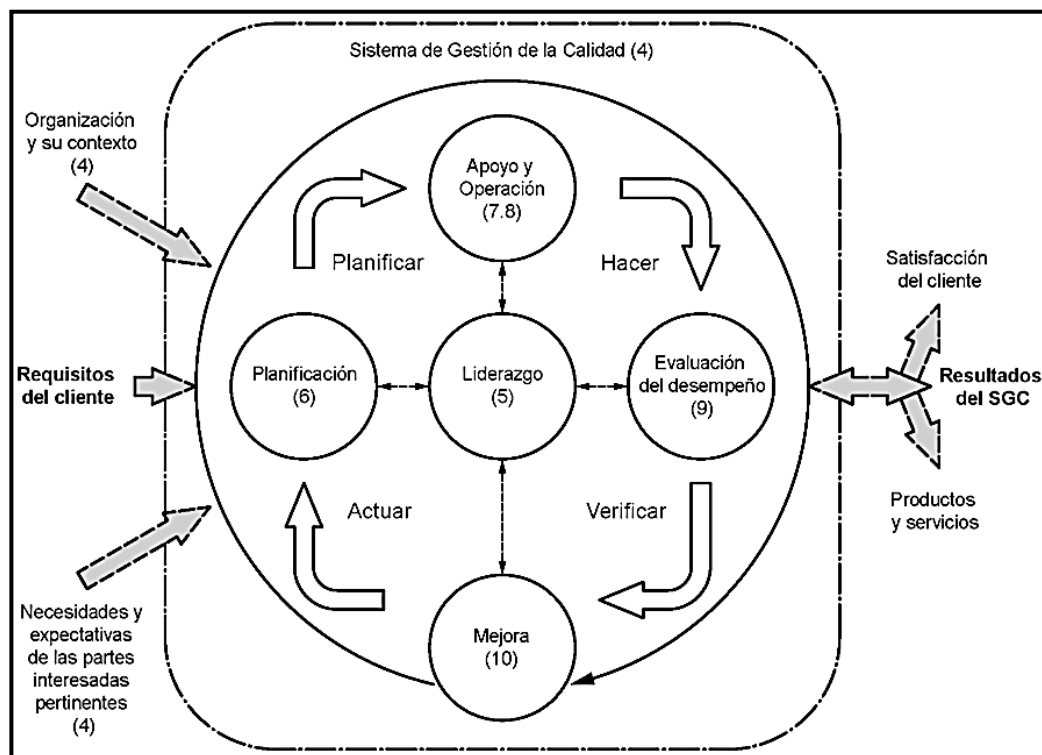 Sistema de Gestión de la Calidad (4)
Organización
y su contexto
(4)
Apoyo y
Operación
(7.8)
Planificar
Hacer
Satisfacción
del cliente
Requisitos
del cliente
Planificación
(6)
Liderazgo
(5)
Evaluación
del desempeño
(9)
Resultados
del SGC
Actuar
Verificar
Productos
y servicios
Necesidades y
expectativas
de las partes
interesadas
pertinentes
(4)
Mejora
(10)